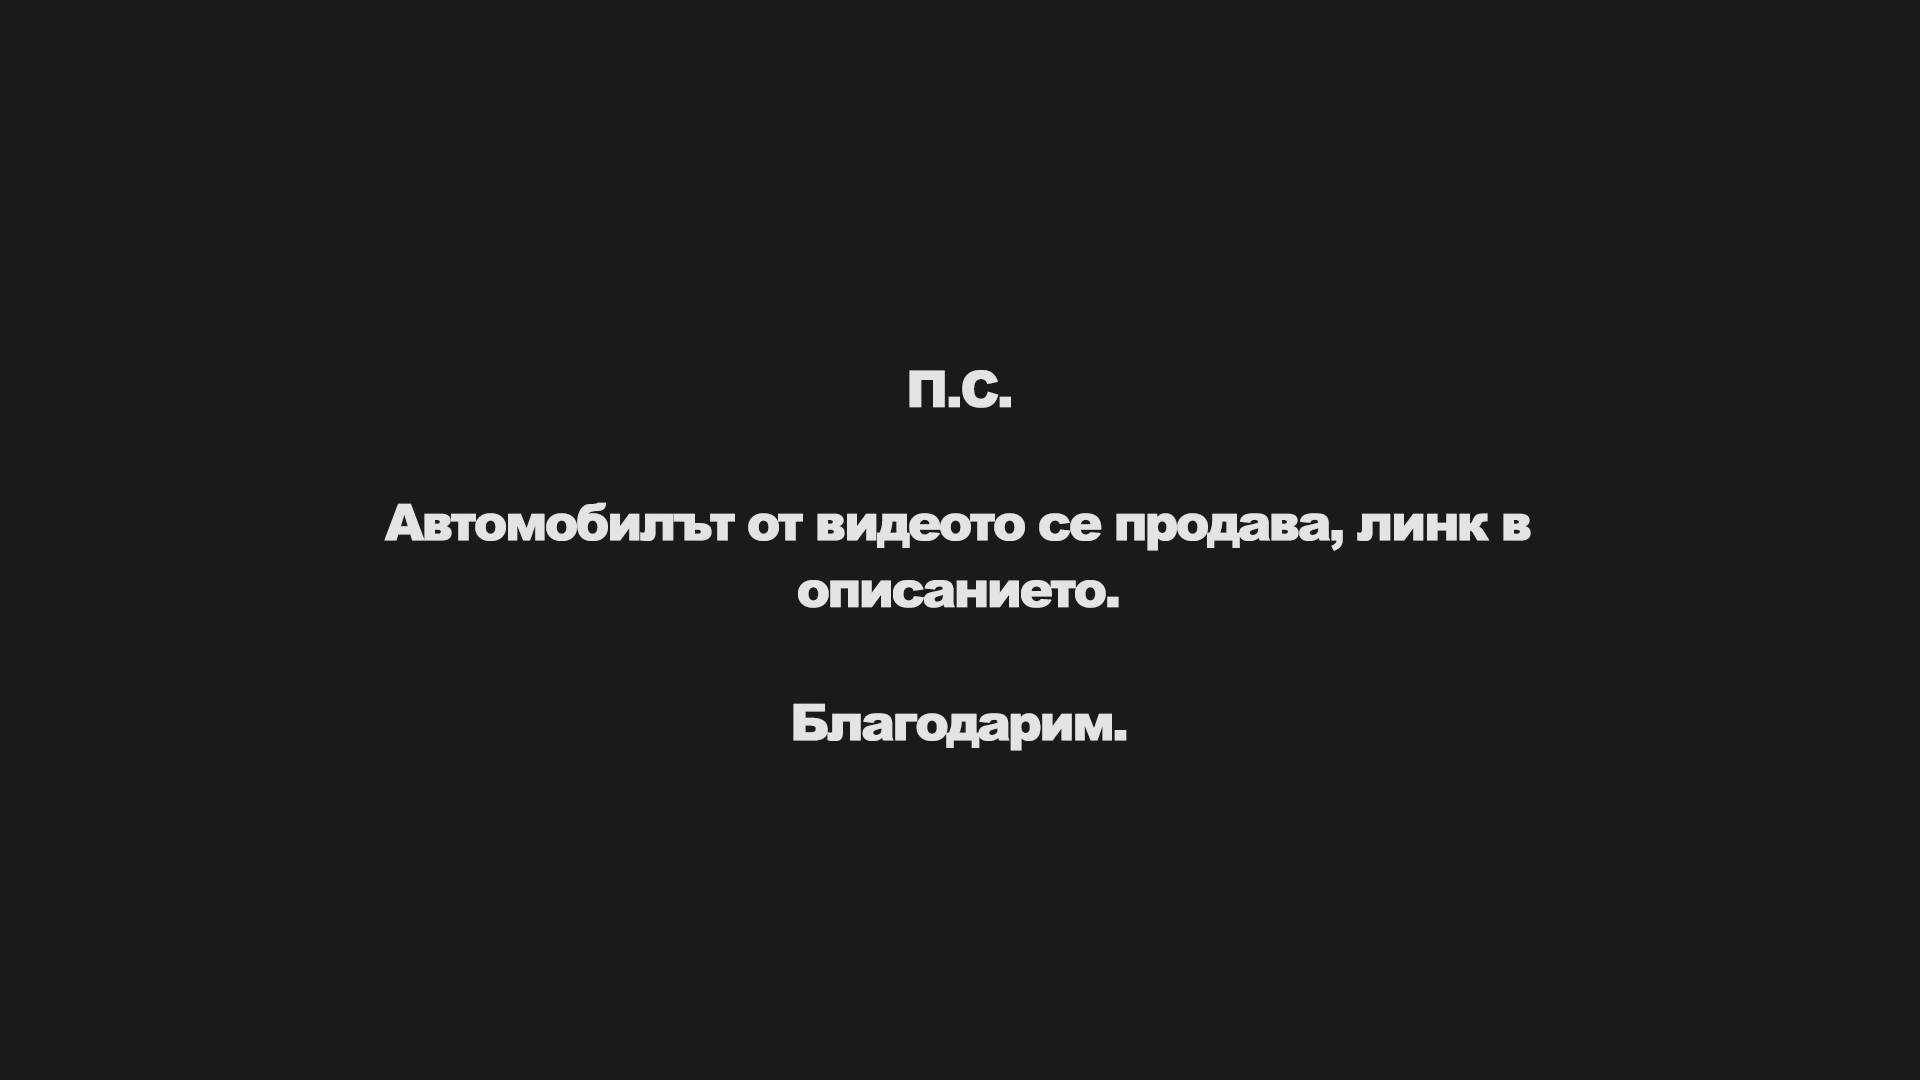 П.С.
Автомобилът от видеото се продава, линк в
описанието.
Благодарим.